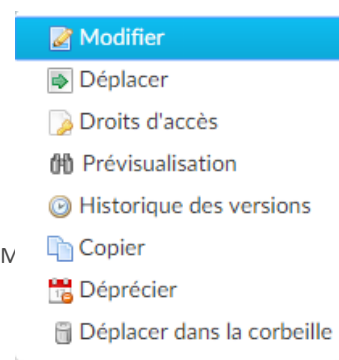 Modifier
Déplacer
Droits d'accès
Prévisualisation
Historique des versions
M
Copier
Déprécier
Déplacer dans la corbeille